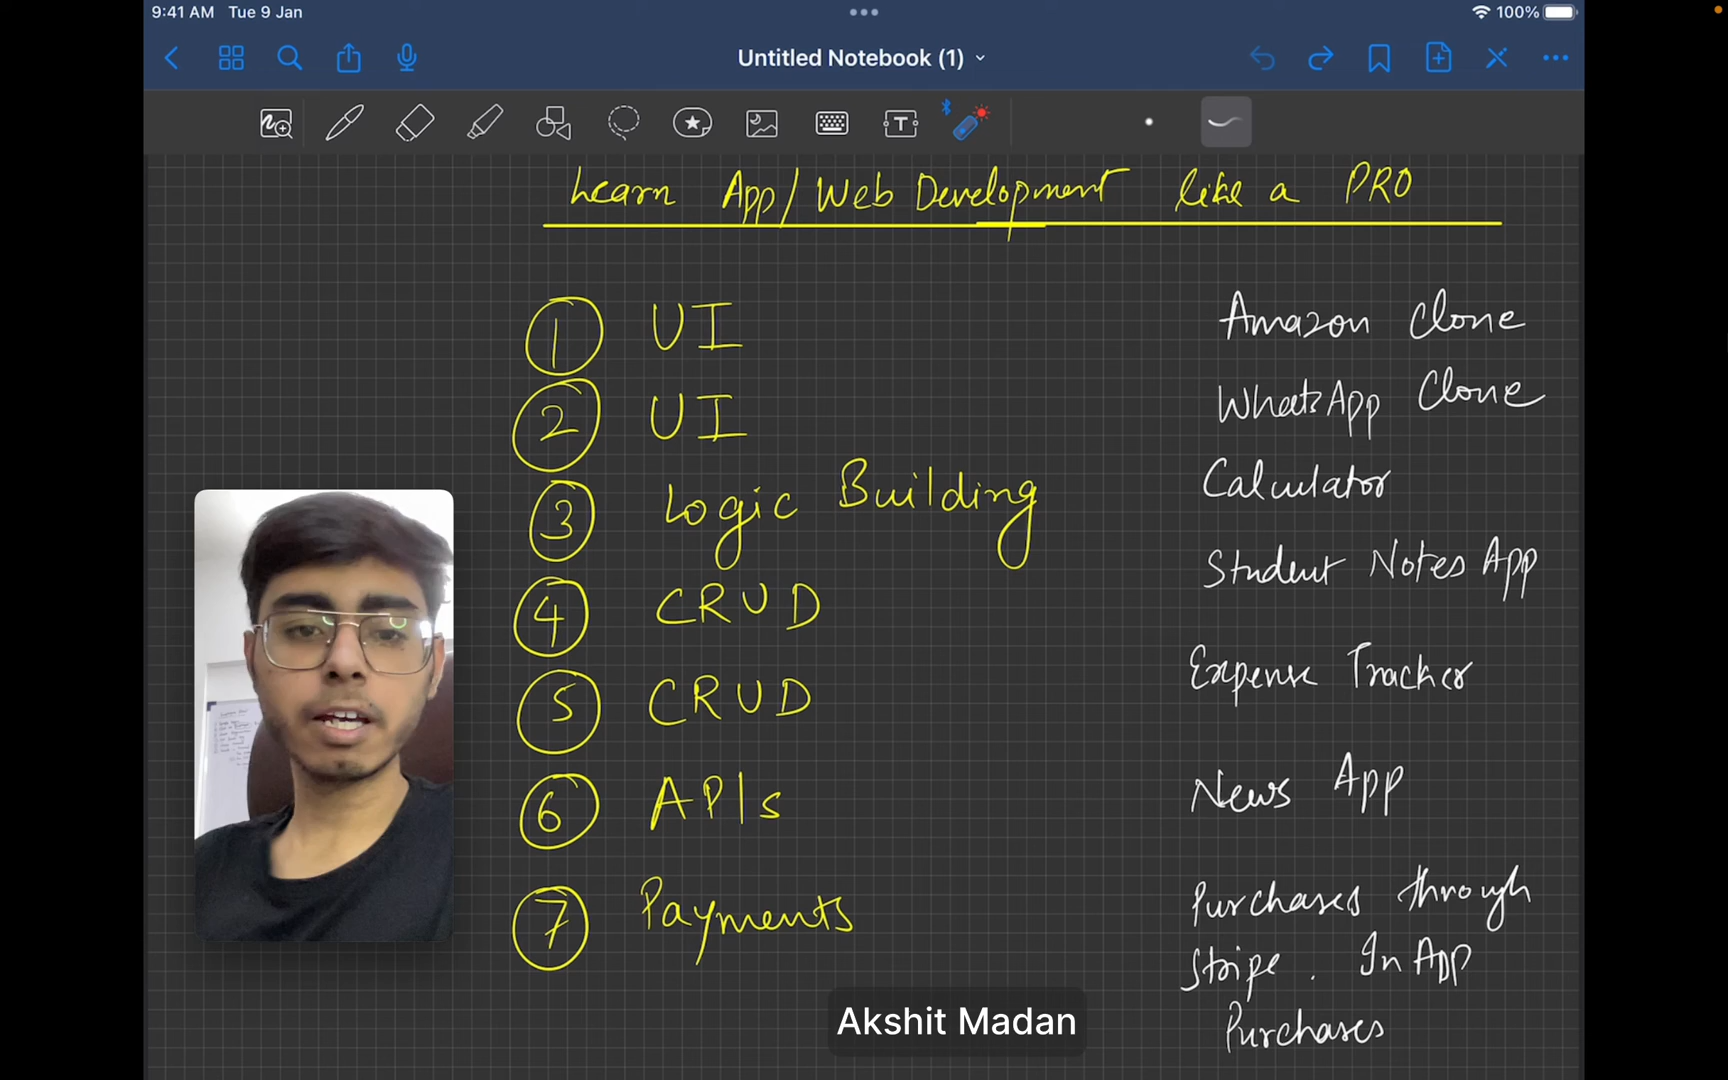 9:41 AM Tue 9 Jan
100%
Untitled Notebook (1)
T
Learn App/Web Development like a PRO
1 UI Amazon Clone
2 UI WhatsApp Clone
3 Logic Building Calculator
4 CRUD Student Notes App
5 CRUD Expense Tracker
6 APIs News App
7 Payments Purchases through
Stripe. In App
Purchases
Akshit Madan